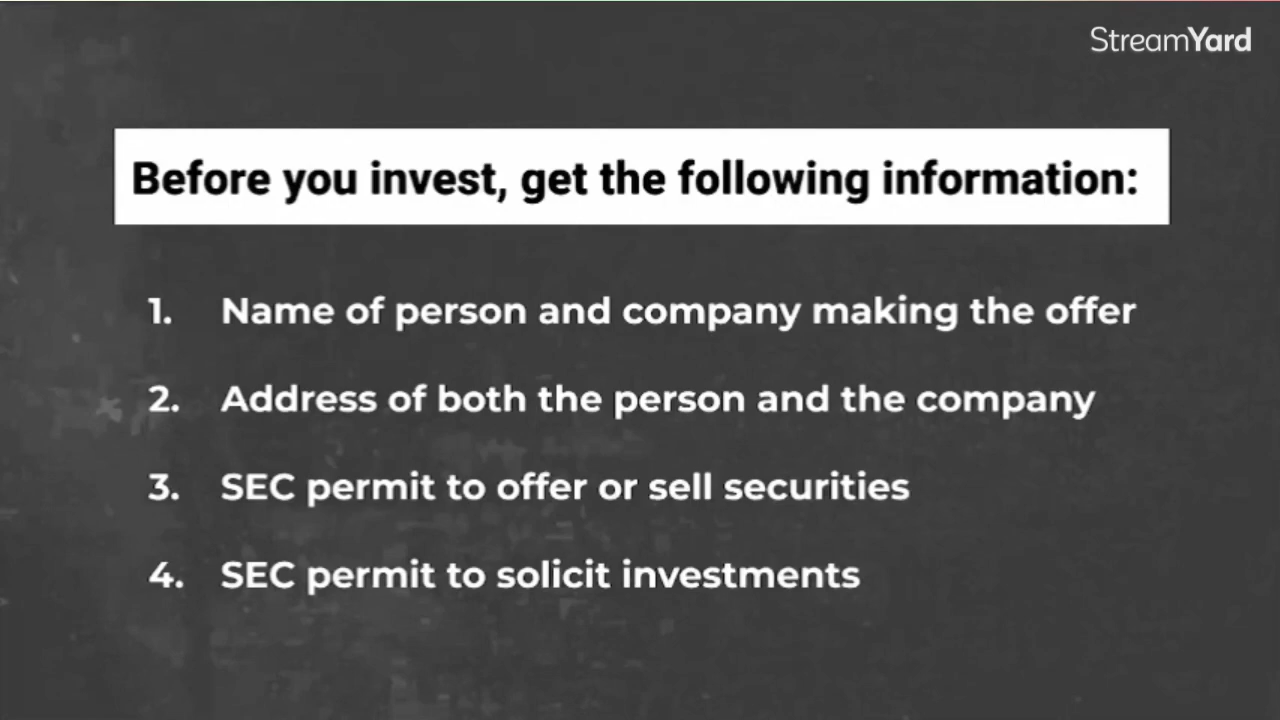 StreamYard
Before you invest, get the following information:
1. Name of person and company making the offer
2. Address of both the person and the company
3. SEC permit to offer or sell securities
4. SEC permit to solicit investments